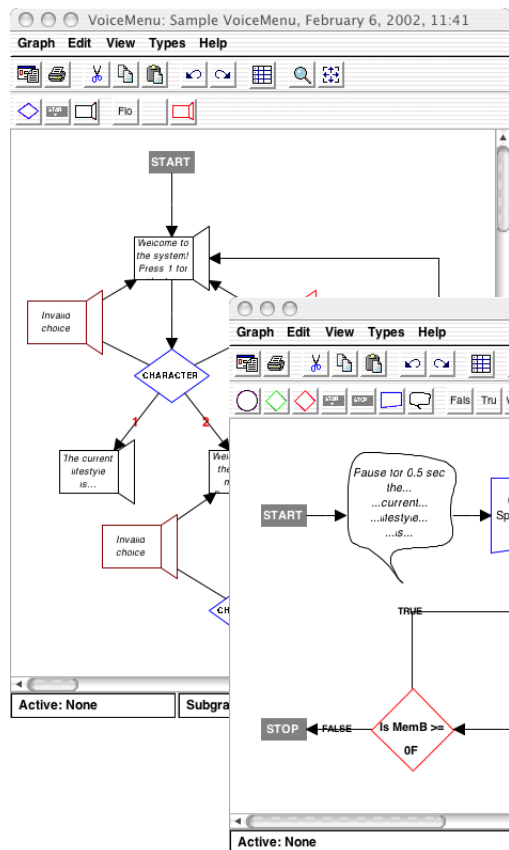 VoiceMenu: Sample VoiceMenu, February 6, 2002, 11:41
Graph Edit View Types Help
Flo
START
Welcome to
the system!
Press 1 for
Invalid
choice
CHARACTER
1
2
The current
lifestyle
is...
Invalid
choice
Active: None
Subgra
Graph Edit View Types Help
Fals Tru
Pause for 0.5 sec
the...
...current...
...lifestyle...
...is...
START
Sp
TRUE
Is MemB >=
0F
FALSE
STOP
Active: None